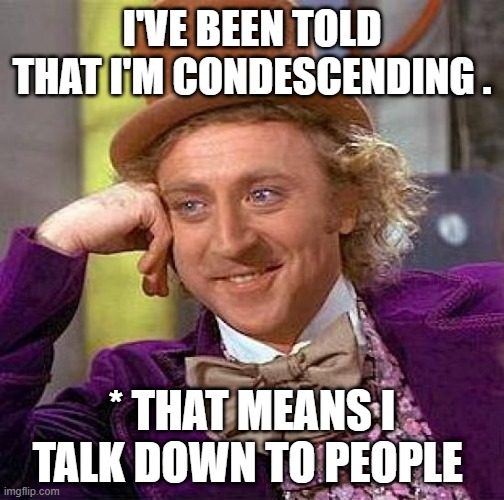 I'VE BEEN TOLD
THAT I'M CONDESCENDING .
* THAT MEANS I
TALK DOWN TO PEOPLE
imgflip.com